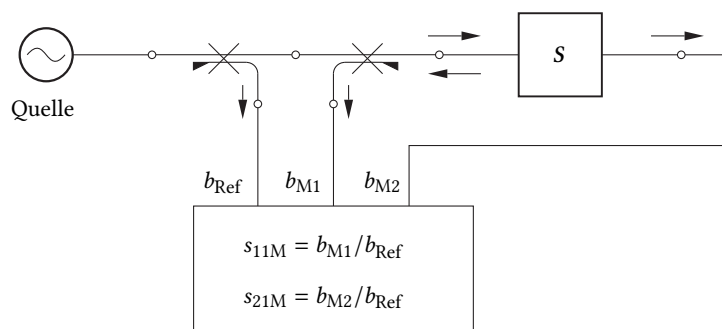 S
Quelle
b_Ref b_M1 b_M2
s_11M = b_M1/b_Ref
s_21M = b_M2/b_Ref